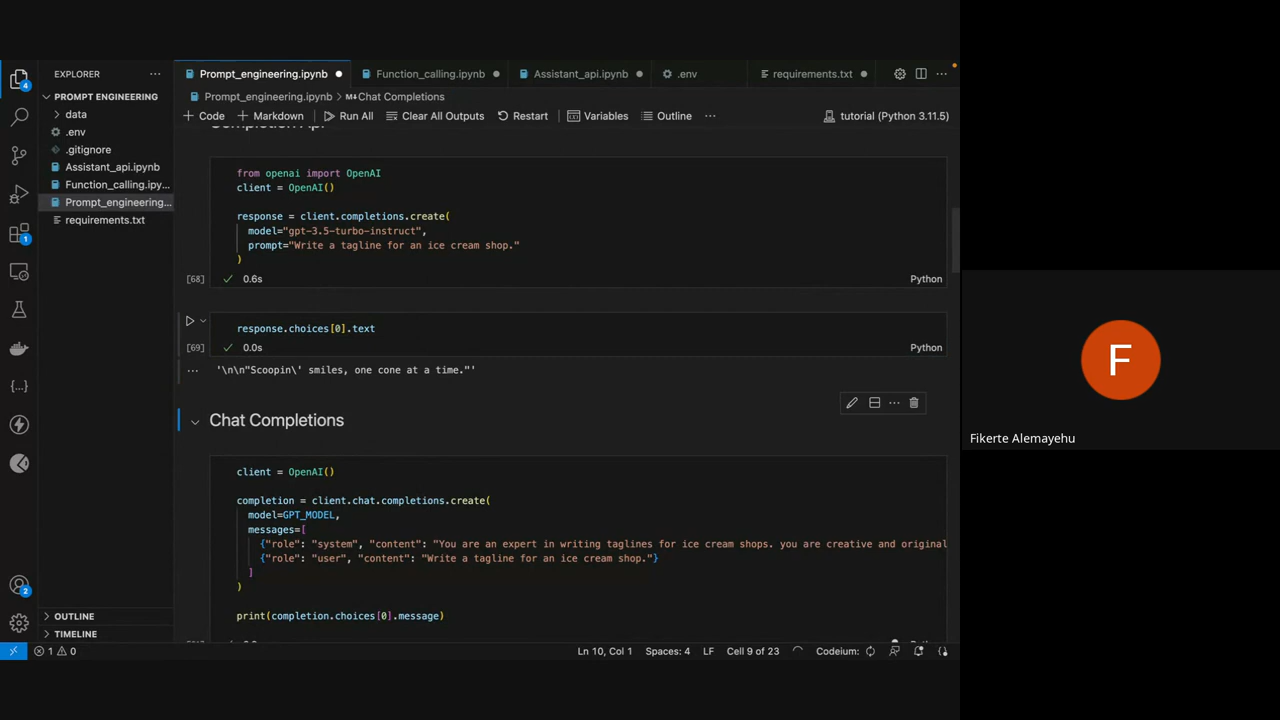 EXPLORER
PROMPT ENGINEERING
data
.env
.gitignore
Assistant_api.ipynb
Function_calling.ipy...
Prompt_engineering...
requirements.txt
OUTLINE
TIMELINE
4
1
2
Prompt_engineering.ipynb
Function_calling.ipynb
Assistant_api.ipynb
.env
requirements.txt
Prompt_engineering.ipynb > M↓Chat Completions
+ Code + Markdown Run All Clear All Outputs Restart Variables Outline ... tutorial (Python 3.11.5)
from openai import OpenAI
client = OpenAI()
response = client.completions.create(
model="gpt-3.5-turbo-instruct",
prompt="Write a tagline for an ice cream shop."
)
[68] 0.6s Python
response.choices[0].text
[69] 0.0s Python
... '\n\n"Scoopin\' smiles, one cone at a time."'
Chat Completions
client = OpenAI()
completion = client.chat.completions.create(
model=GPT_MODEL,
messages=[
{"role": "system", "content": "You are an expert in writing taglines for ice cream shops. you are creative and original
{"role": "user", "content": "Write a tagline for an ice cream shop."}
]
)
print(completion.choices[0].message)
1 0 Ln 10, Col 1 Spaces: 4 LF Cell 9 of 23 Codeium:
F
Fikerte Alemayehu